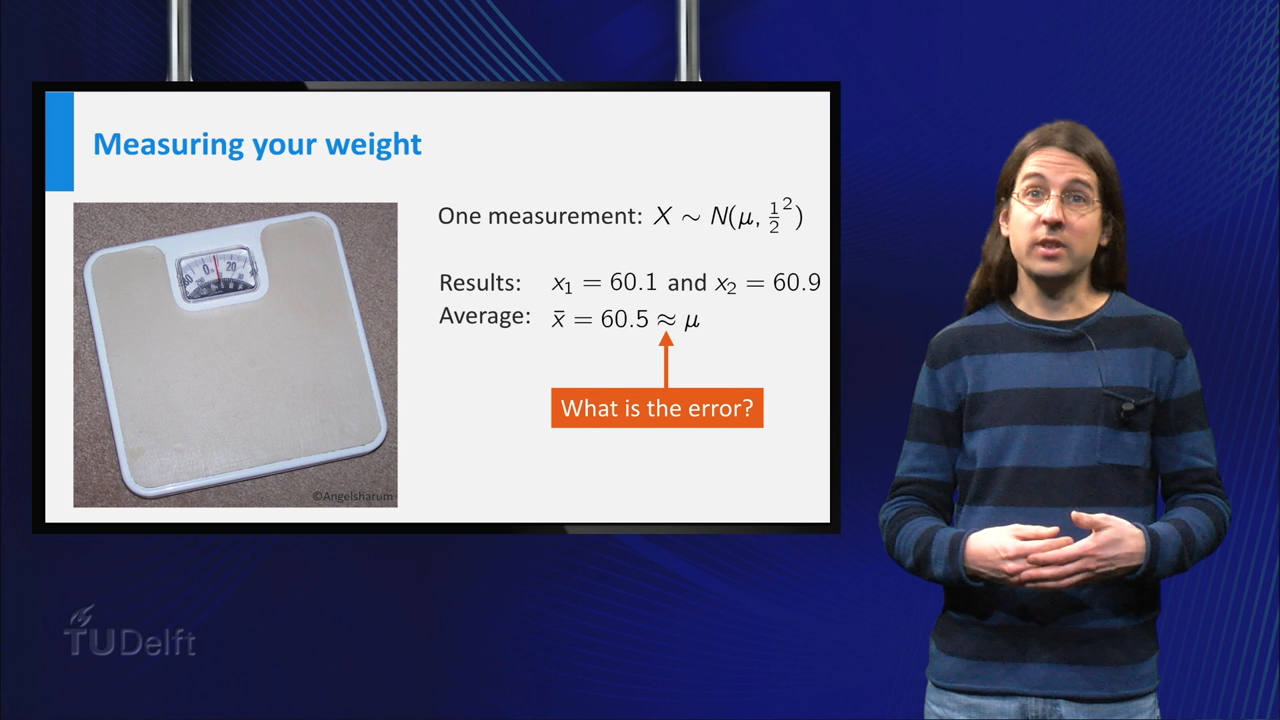 Measuring your weight
One measurement: X ∼ N(μ, ½²)
Results: x₁ = 60.1 and x₂ = 60.9
Average: x̄ = 60.5 ≈ μ
What is the error?
©Angelsharum
TUDelft